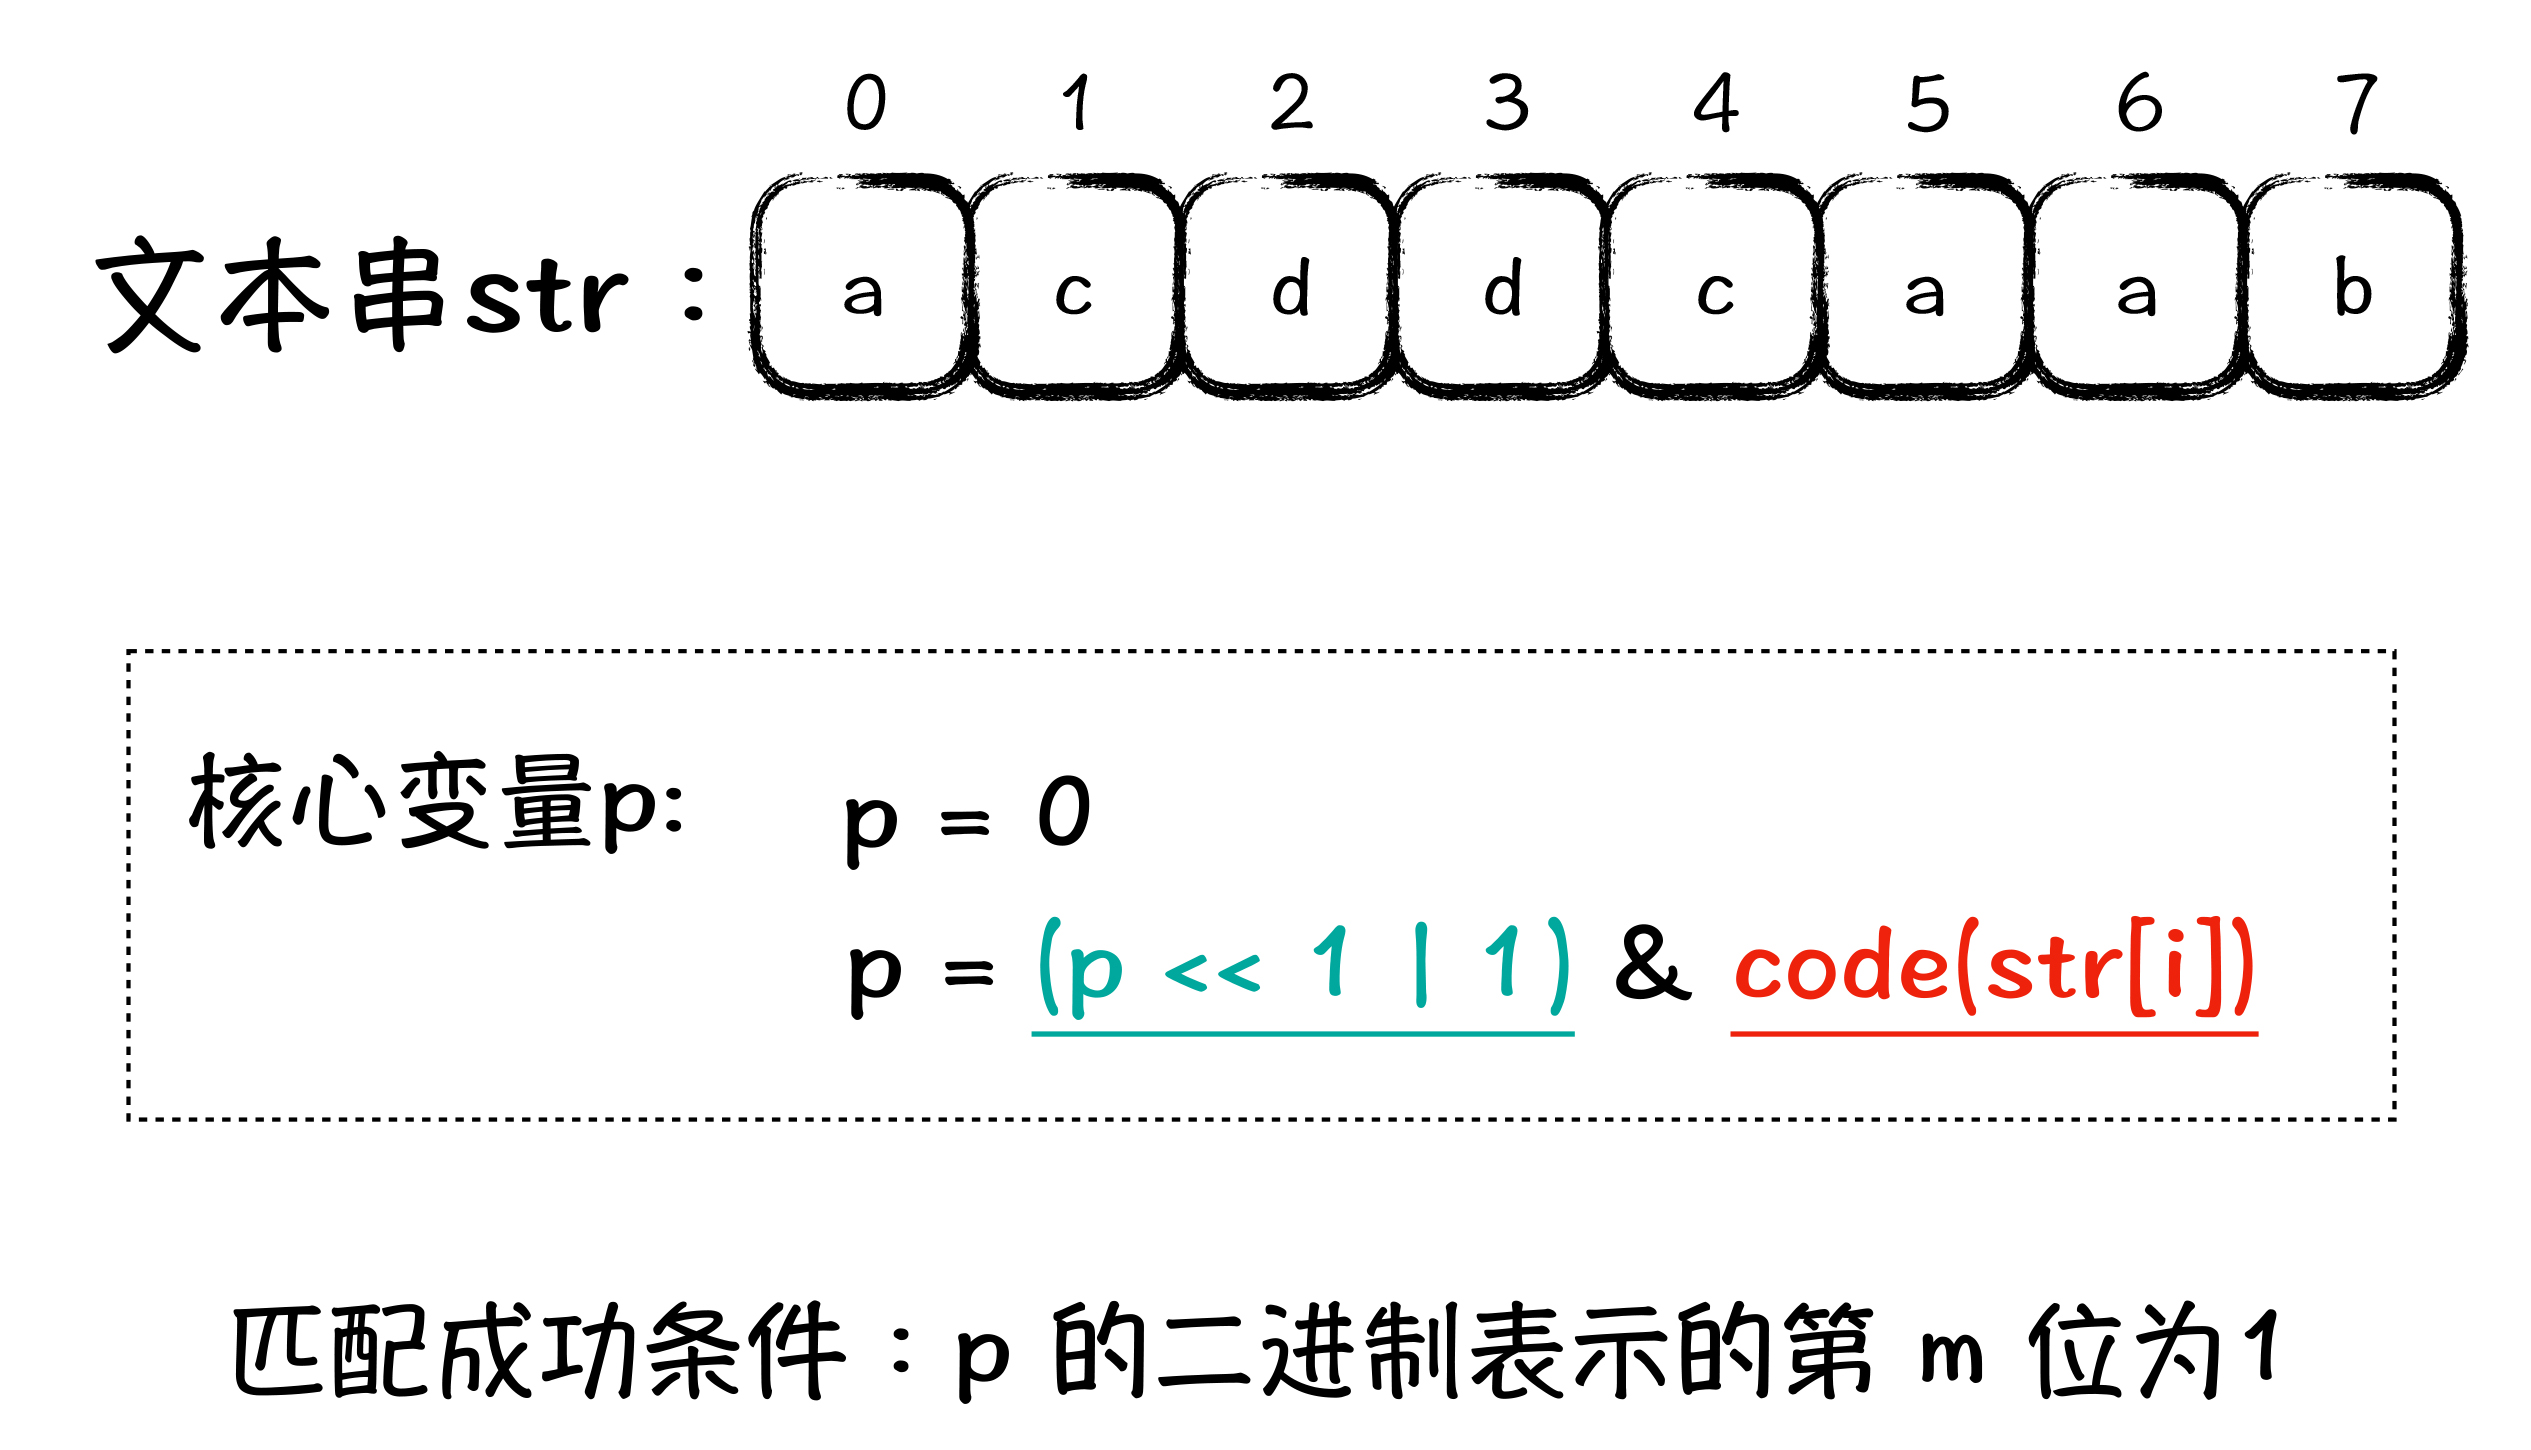 0 1 2 3 4 5 6 7
文本串str : a c d d c a a b
核心变量p: p = 0
p = (p << 1 | 1) & code(str[i])
匹配成功条件：p 的二进制表示的第 m 位为1